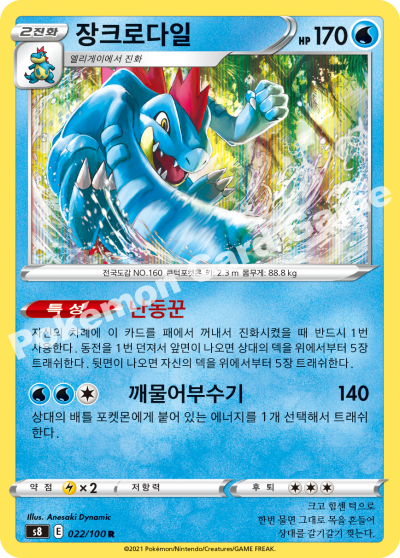 2진화
장크로다일
HP 170
엘리게이에서 진화
Pokémon Card Game
전국도감 NO.160 큰턱포켓몬 키: 2.3 m 몸무게: 88.8 kg
특성 난동꾼
자신의 차례에 이 카드를 패에서 꺼내서 진화시켰을 때 반드시 1번
사용한다. 동전을 1번 던져서 앞면이 나오면 상대의 덱을 위에서부터 5장
트래쉬한다. 뒷면이 나오면 자신의 덱을 위에서부터 5장 트래쉬한다.
깨물어부수기 140
상대의 배틀 포켓몬에게 붙어 있는 에너지를 1개 선택해서 트래쉬
한다.
약점 ×2 저항력 후퇴
Illus. Anesaki Dynamic
s8 E 022/100 R
크고 힘센 턱으로
한번 물면 그대로 목을 흔들어
상대를 갈기갈기 찢는다.
©2021 Pokémon/Nintendo/Creatures/GAME FREAK.